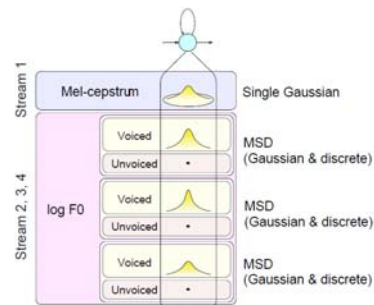 Stream 1
Mel-cepstrum
Single Gaussian
Stream 2, 3, 4
log F0
Voiced
Unvoiced
MSD
(Gaussian & discrete)
Voiced
Unvoiced
MSD
(Gaussian & discrete)
Voiced
Unvoiced
MSD
(Gaussian & discrete)